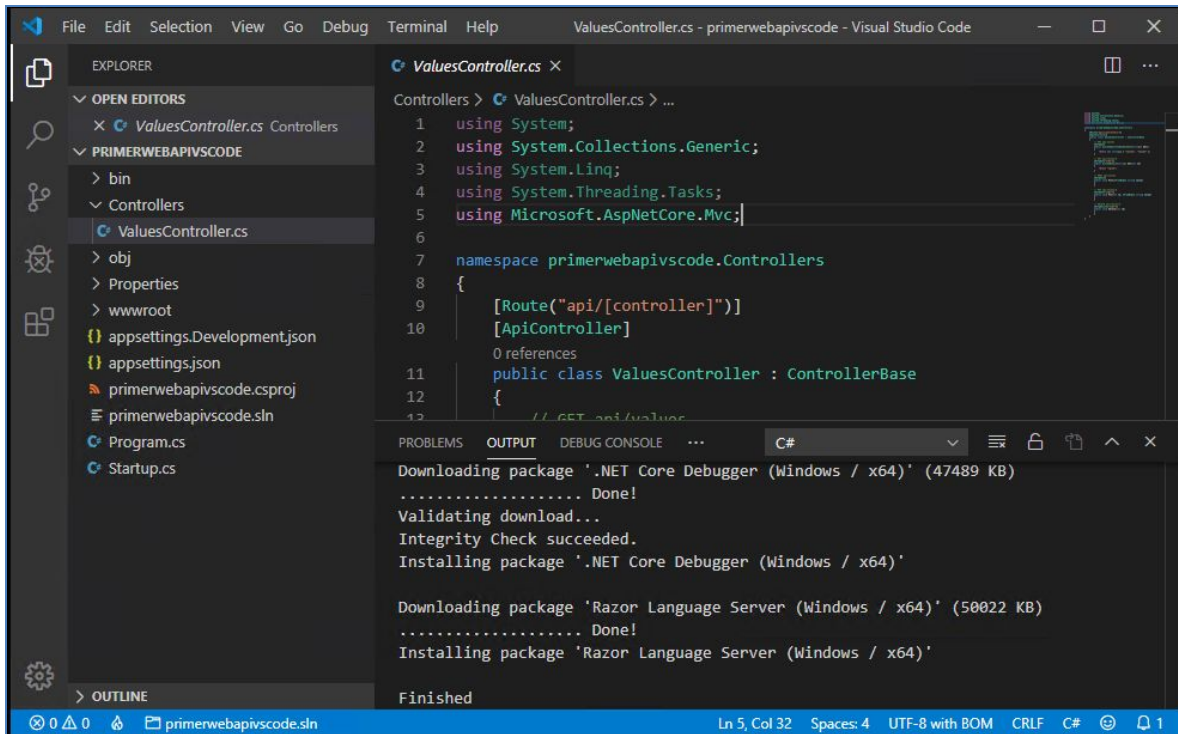 File Edit Selection View Go Debug Terminal Help ValuesController.cs - primerwebapivscode - Visual Studio Code
EXPLORER
OPEN EDITORS
ValuesController.cs Controllers
PRIMERWEBAPIVSCODE
bin
Controllers
ValuesController.cs
obj
Properties
wwwroot
{} appsettings.Development.json
{} appsettings.json
primerwebapivscode.csproj
primerwebapivscode.sln
C# Program.cs
C# Startup.cs
OUTLINE
C# ValuesController.cs
Controllers > C# ValuesController.cs > ...
1 using System;
2 using System.Collections.Generic;
3 using System.Linq;
4 using System.Threading.Tasks;
5 using Microsoft.AspNetCore.Mvc;
6
7 namespace primerwebapivscode.Controllers
8 {
9 [Route("api/[controller]")]
10 [ApiController]
0 references
11 public class ValuesController : ControllerBase
12 {
13 // GET api/values
PROBLEMS OUTPUT DEBUG CONSOLE ... C#
Downloading package '.NET Core Debugger (Windows / x64)' (47489 KB)
.................... Done!
Validating download...
Integrity Check succeeded.
Installing package '.NET Core Debugger (Windows / x64)'
Downloading package 'Razor Language Server (Windows / x64)' (50022 KB)
.................... Done!
Installing package 'Razor Language Server (Windows / x64)'
Finished
0 0 primerwebapivscode.sln Ln 5, Col 32 Spaces: 4 UTF-8 with BOM CRLF C# 1